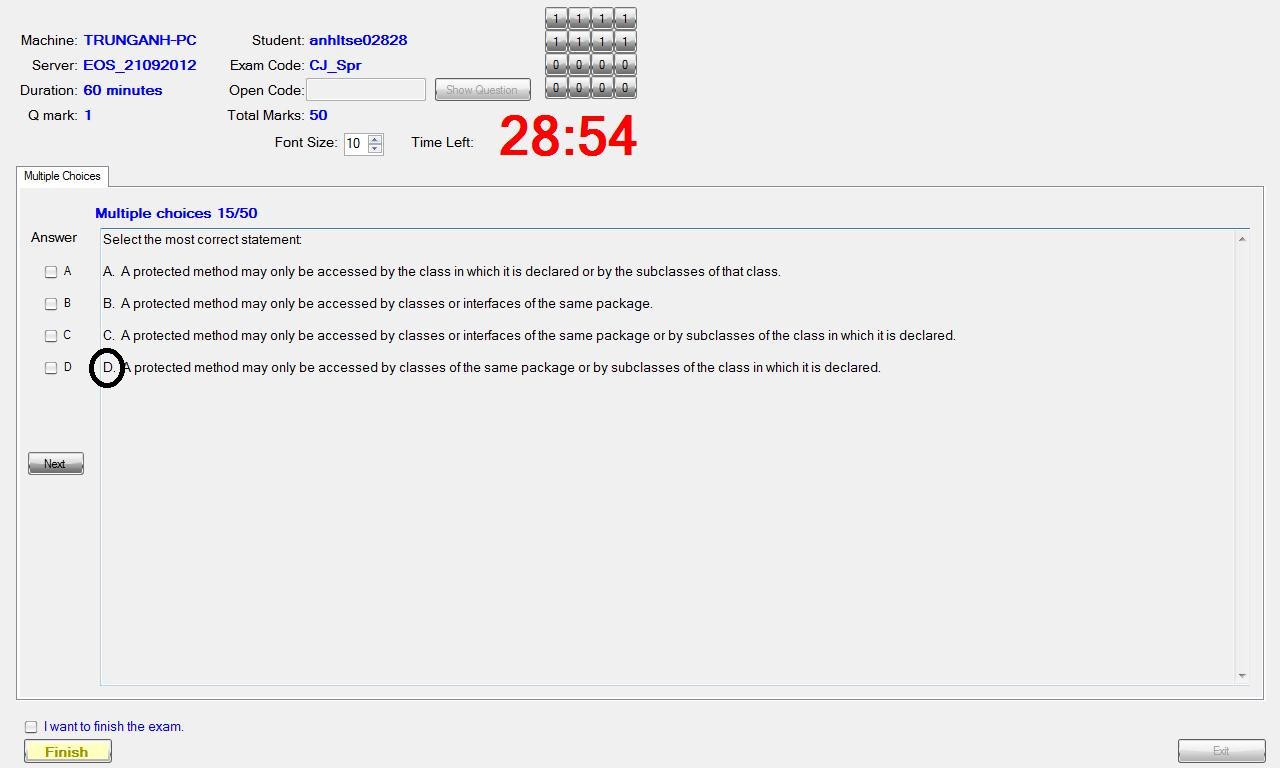 Machine: TRUNGANH-PC Student: anhltse02828
Server: EOS_21092012 Exam Code: CJ_Spr
Duration: 60 minutes Open Code: Show Question
Q mark: 1 Total Marks: 50
Font Size: 10 Time Left: 28:54
1 1 1 1
1 1 1 1
0 0 0 0
0 0 0 0
Multiple Choices
Multiple choices 15/50
Answer
Select the most correct statement:
A A. A protected method may only be accessed by the class in which it is declared or by the subclasses of that class.
B B. A protected method may only be accessed by classes or interfaces of the same package.
C C. A protected method may only be accessed by classes or interfaces of the same package or by subclasses of the class in which it is declared.
D D. A protected method may only be accessed by classes of the same package or by subclasses of the class in which it is declared.
Next
I want to finish the exam.
Finish
Exit